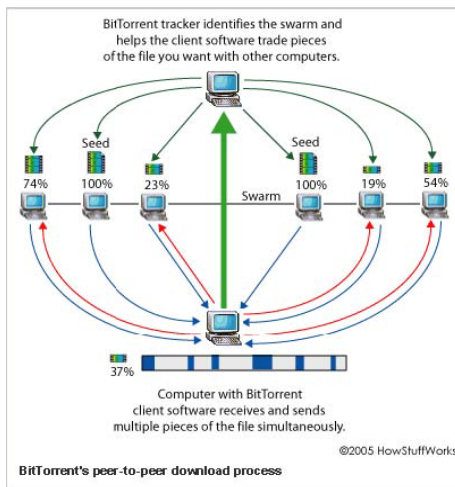 BitTorrent tracker identifies the swarm and
helps the client software trade pieces
of the file you want with other computers.
Seed
Seed
74%
100%
23%
100%
19%
54%
Swarm
37%
Computer with BitTorrent
client software receives and sends
multiple pieces of the file simultaneously.
©2005 HowStuffWorks
BitTorrent's peer-to-peer download process